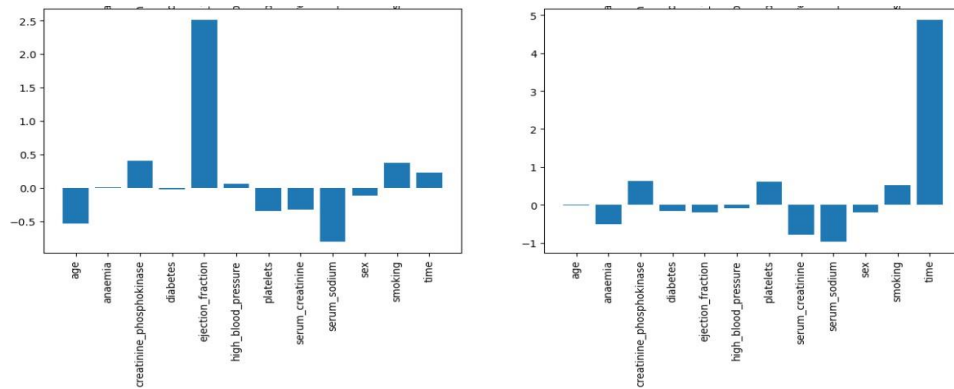 2.5
2.0
1.5
1.0
0.5
0.0
−0.5
age
anaemia
creatinine_phosphokinase
diabetes
ejection_fraction
high_blood_pressure
platelets
serum_creatinine
serum_sodium
sex
smoking
time
5
4
3
2
1
0
−1
age
anaemia
creatinine_phosphokinase
diabetes
ejection_fraction
high_blood_pressure
platelets
serum_creatinine
serum_sodium
sex
smoking
time